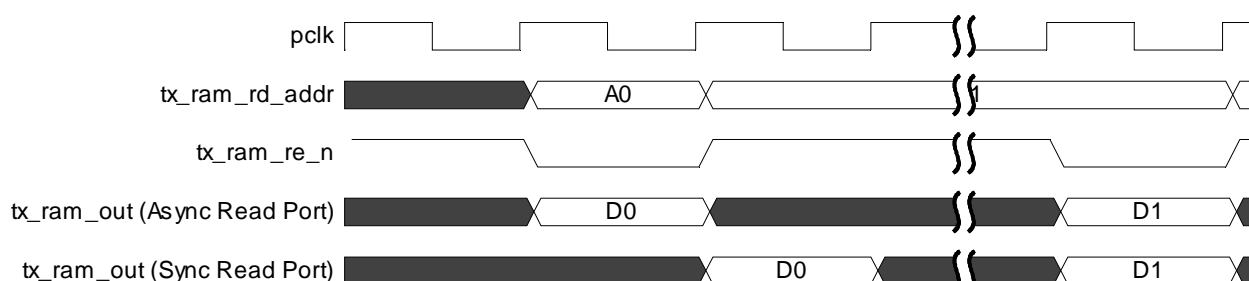 pclk
tx_ram_rd_addr A0 1
tx_ram_re_n
tx_ram_out (Async Read Port) D0 D1
tx_ram_out (Sync Read Port) D0 D1